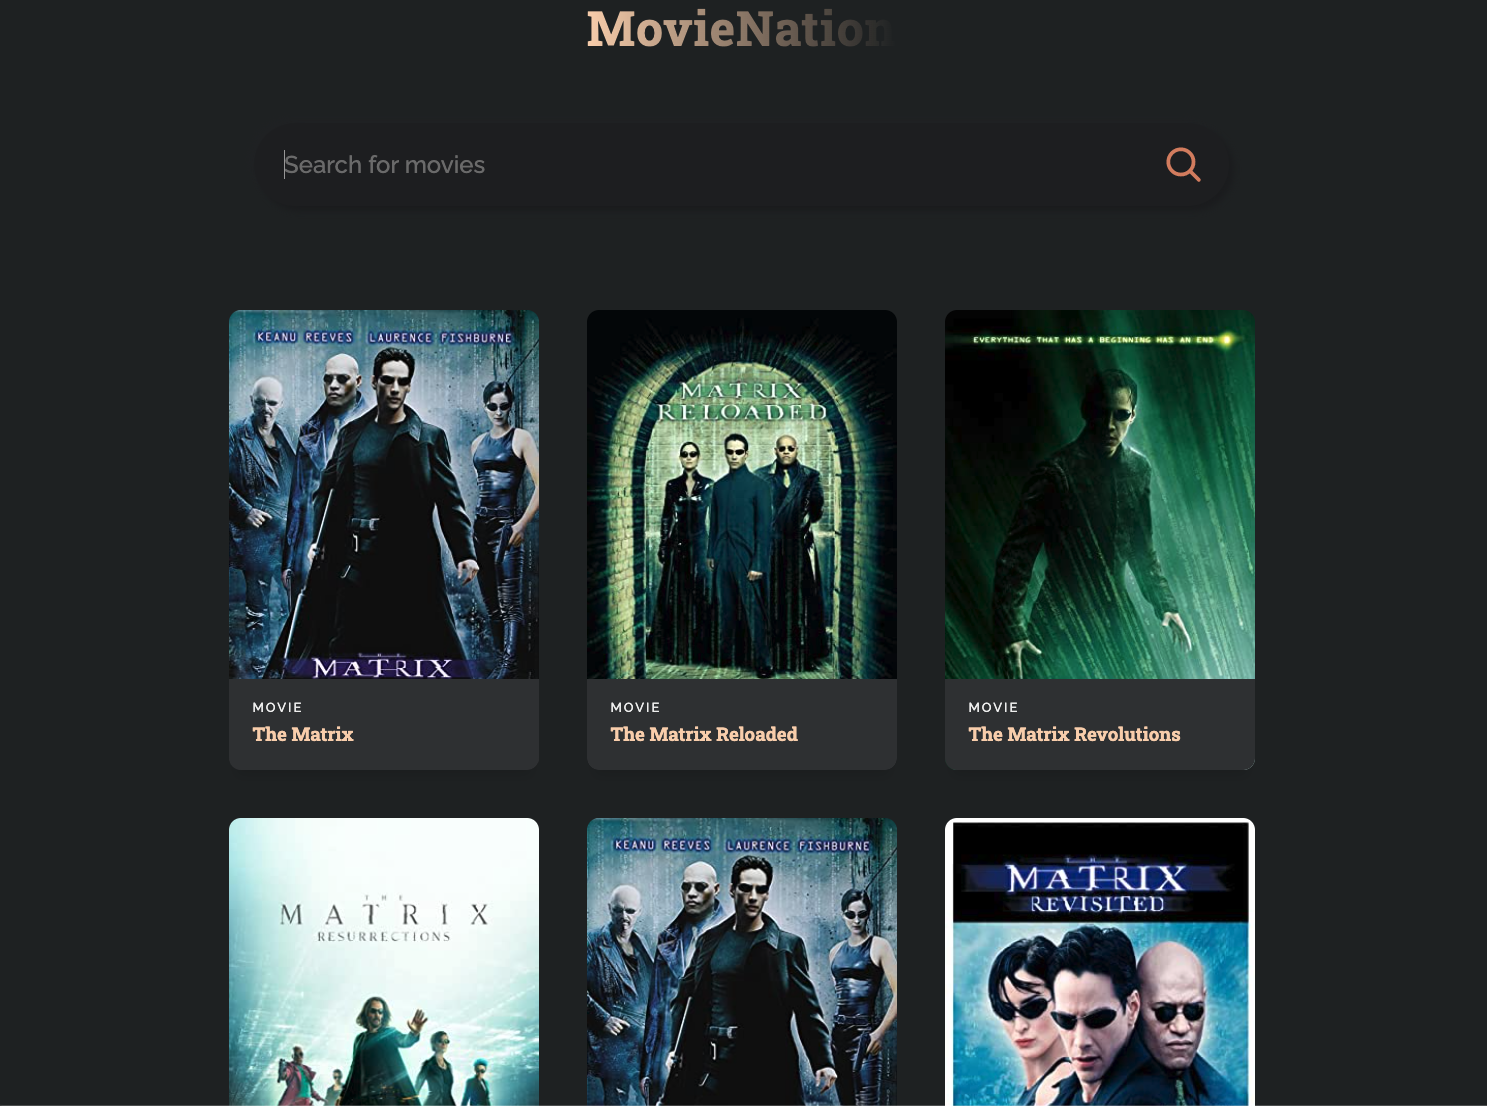 MovieNation
Search for movies
KEANU REEVES LAURENCE FISHBURNE
THE
MATRIX
MOVIE
The Matrix
THE
MATRIX
RELOADED
MOVIE
The Matrix Reloaded
EVERYTHING THAT HAS A BEGINNING HAS AN END
MOVIE
The Matrix Revolutions
THE
MATRIX
RESURRECTIONS
KEANU REEVES LAURENCE FISHBURNE
THE
MATRIX
REVISITED